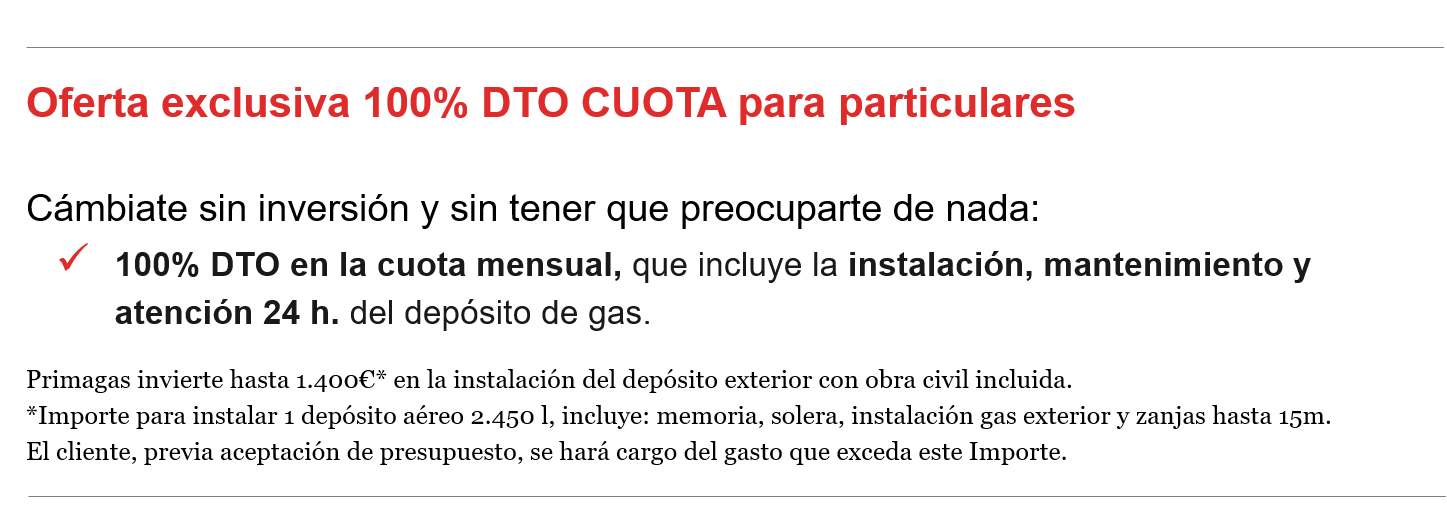 Oferta exclusiva 100% DTO CUOTA para particulares
Cámbiate sin inversión y sin tener que preocuparte de nada:
✓ 100% DTO en la cuota mensual, que incluye la instalación, mantenimiento y
atención 24 h. del depósito de gas.
Primagas invierte hasta 1.400€* en la instalación del depósito exterior con obra civil incluida.
*Importe para instalar 1 depósito aéreo 2.450 l, incluye: memoria, solera, instalación gas exterior y zanjas hasta 15m.
El cliente, previa aceptación de presupuesto, se hará cargo del gasto que exceda este Importe.